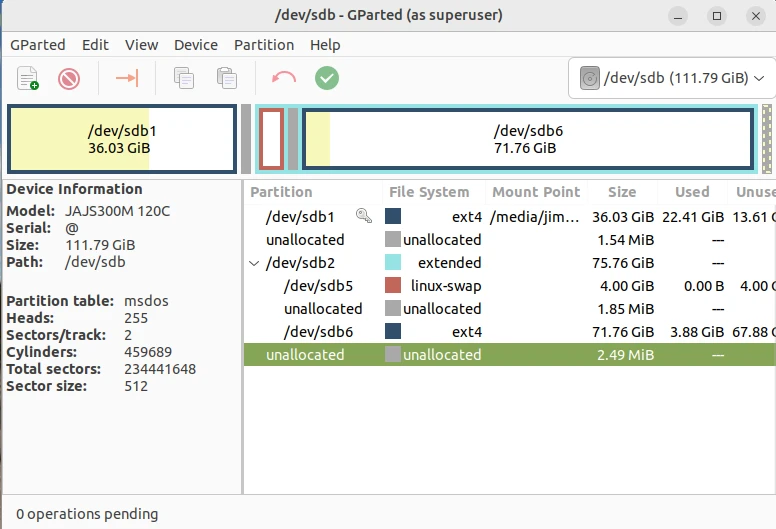 /dev/sdb - GParted (as superuser)
GParted Edit View Device Partition Help
/dev/sdb (111.79 GiB)
/dev/sdb1
36.03 GiB
/dev/sdb6
71.76 GiB
Device Information
Model: JAJS300M 120C
Serial: @
Size: 111.79 GiB
Path: /dev/sdb
Partition table: msdos
Heads: 255
Sectors/track: 2
Cylinders: 459689
Total sectors: 234441648
Sector size: 512
Partition File System Mount Point Size Used Unuse
/dev/sdb1 ext4 /media/jim... 36.03 GiB 22.41 GiB 13.61 G
unallocated unallocated 1.54 MiB ---
/dev/sdb2 extended 75.76 GiB ---
/dev/sdb5 linux-swap 4.00 GiB 0.00 B 4.00 G
unallocated unallocated 1.85 MiB ---
/dev/sdb6 ext4 71.76 GiB 3.88 GiB 67.88 G
unallocated unallocated 2.49 MiB ---
0 operations pending